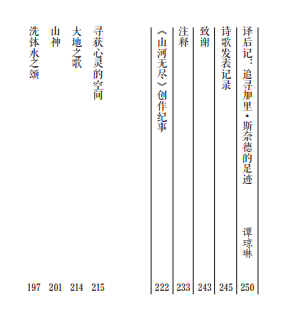 洗钵水之颂 197
山神 201
大地之歌 214
寻获心灵的空间 215
《山河无尽》创作纪事 222
注释 233
致谢 243
诗歌发表记录 245
译后记：追寻加里·斯奈德的足迹 谭琼琳 250